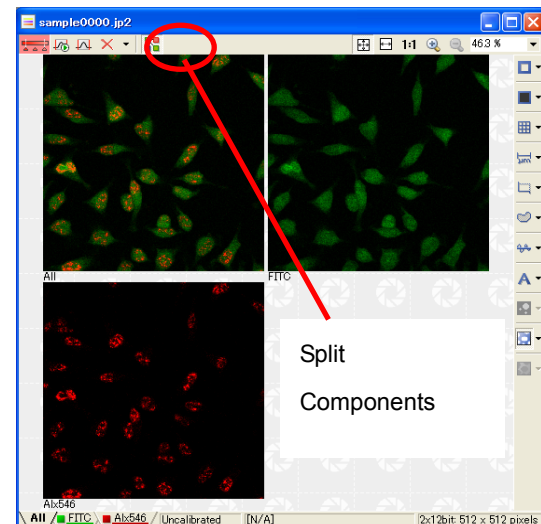 sample0000.jp2
1:1 46.3 %
All FITC
Split
Components
Alx546
All FITC Alx546 Uncalibrated [N/A] 2x12bit: 512 x 512 pixels